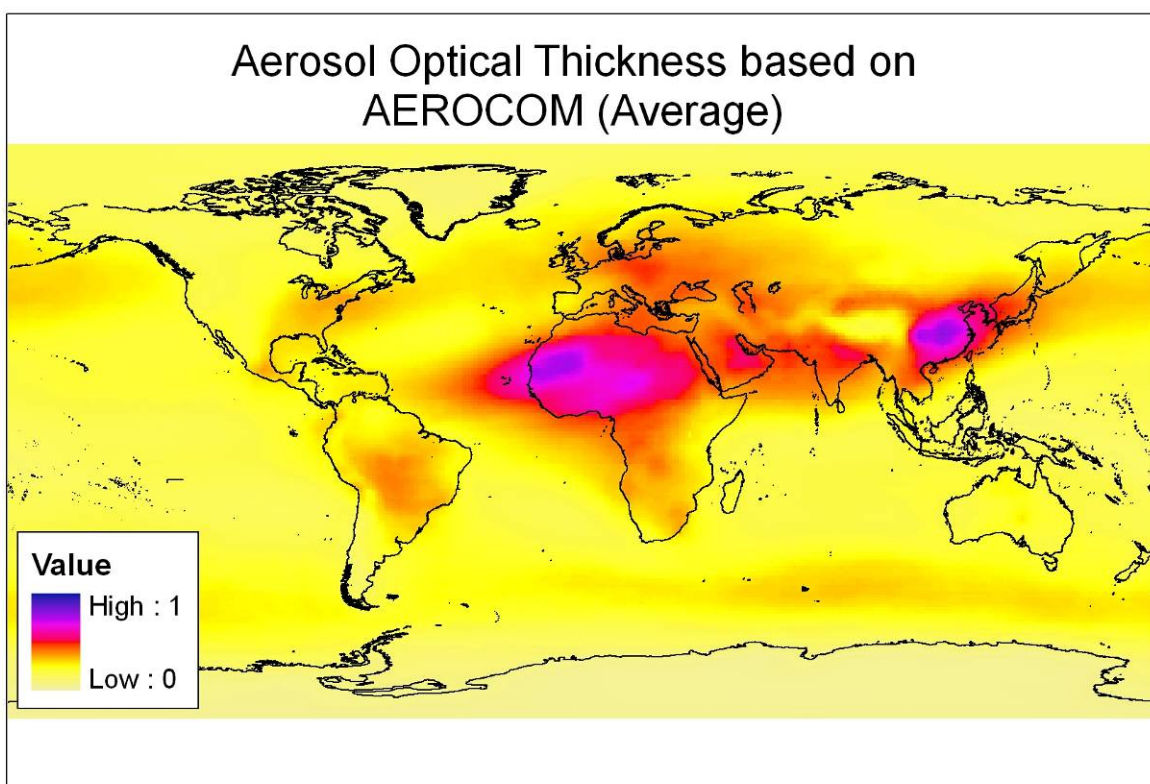 Aerosol Optical Thickness based on
AEROCOM (Average)
Value
High : 1
Low : 0